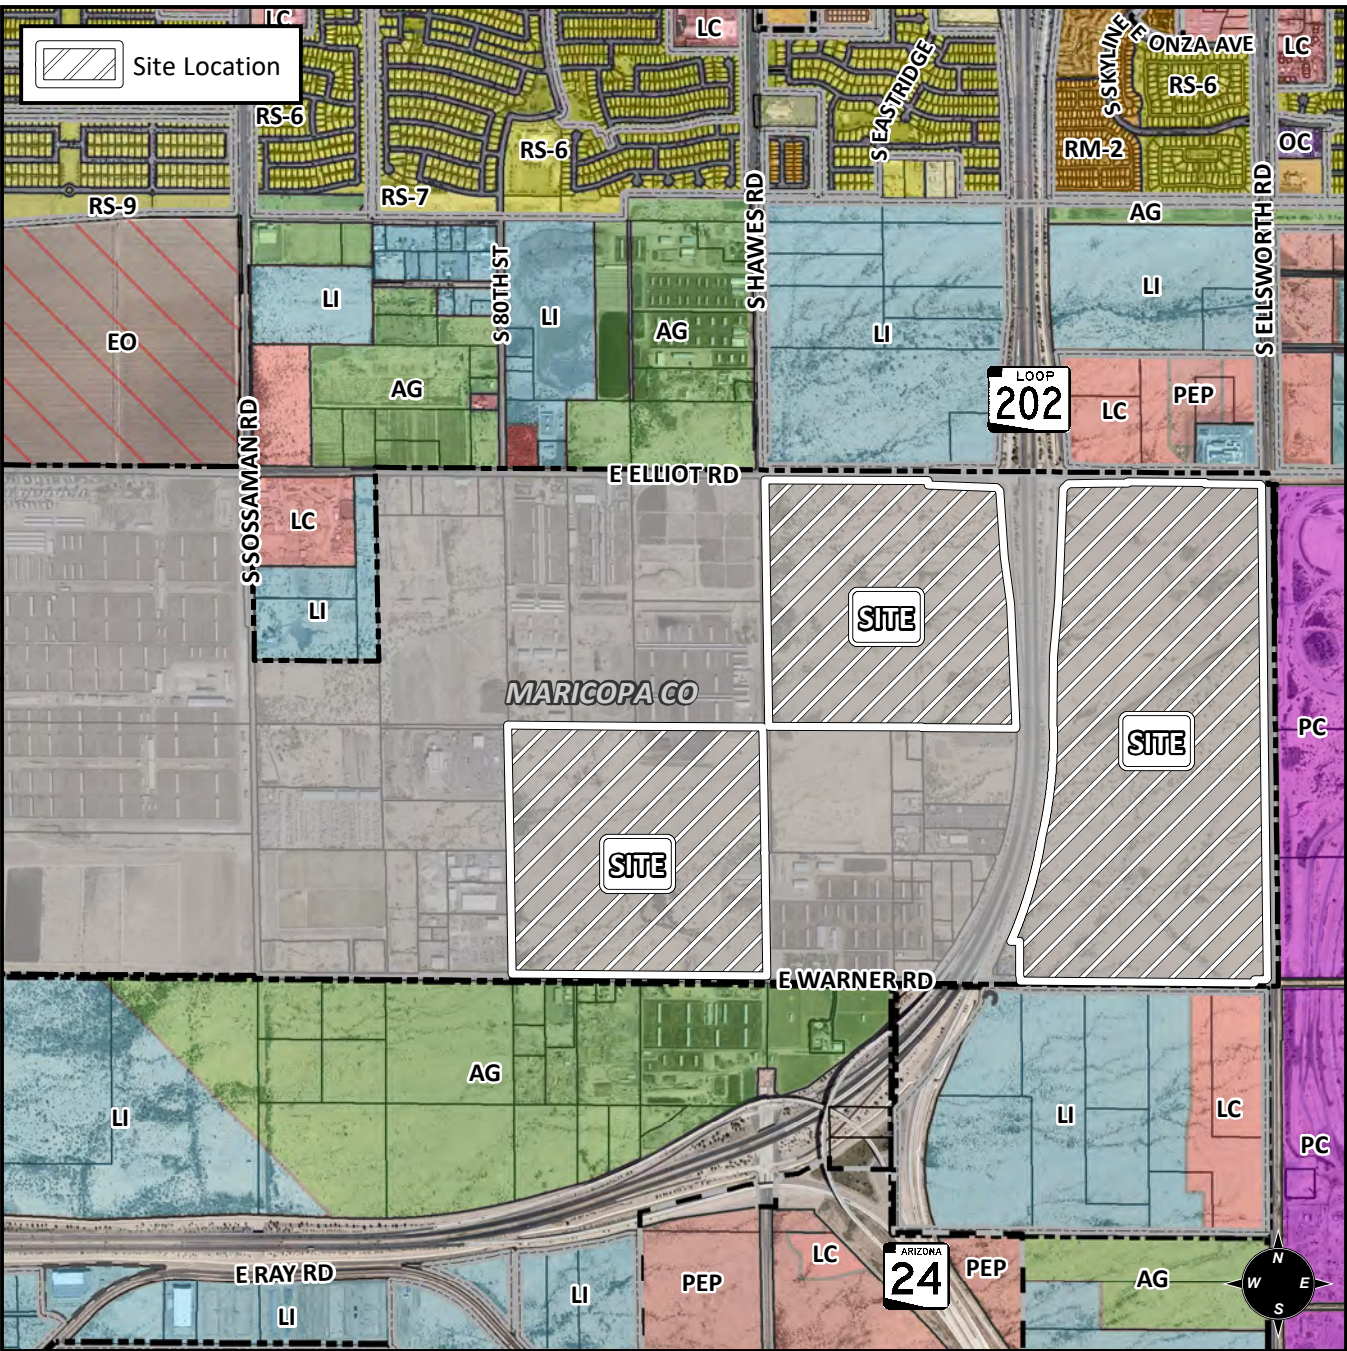 LC
LC
Site Location
RS-6
RS-6
RS-7
RS-9
S EASTRIDGE
S SKYLINE
E ONZA AVE
LC
RS-6
RM-2
OC
S HAWES RD
AG
S ELLSWORTH RD
EO
LI
S 80TH ST
LI
AG
LI
LI
AG
LOOP
202
LC
PEP
S SOSSAMAN RD
E ELLIOT RD
LC
LI
SITE
MARICOPA CO
SITE
PC
SITE
E WARNER RD
AG
LI
LI
LC
PC
E RAY RD
LI
LI
PEP
LC
ARIZONA
24
PEP
AG
N
W E
S